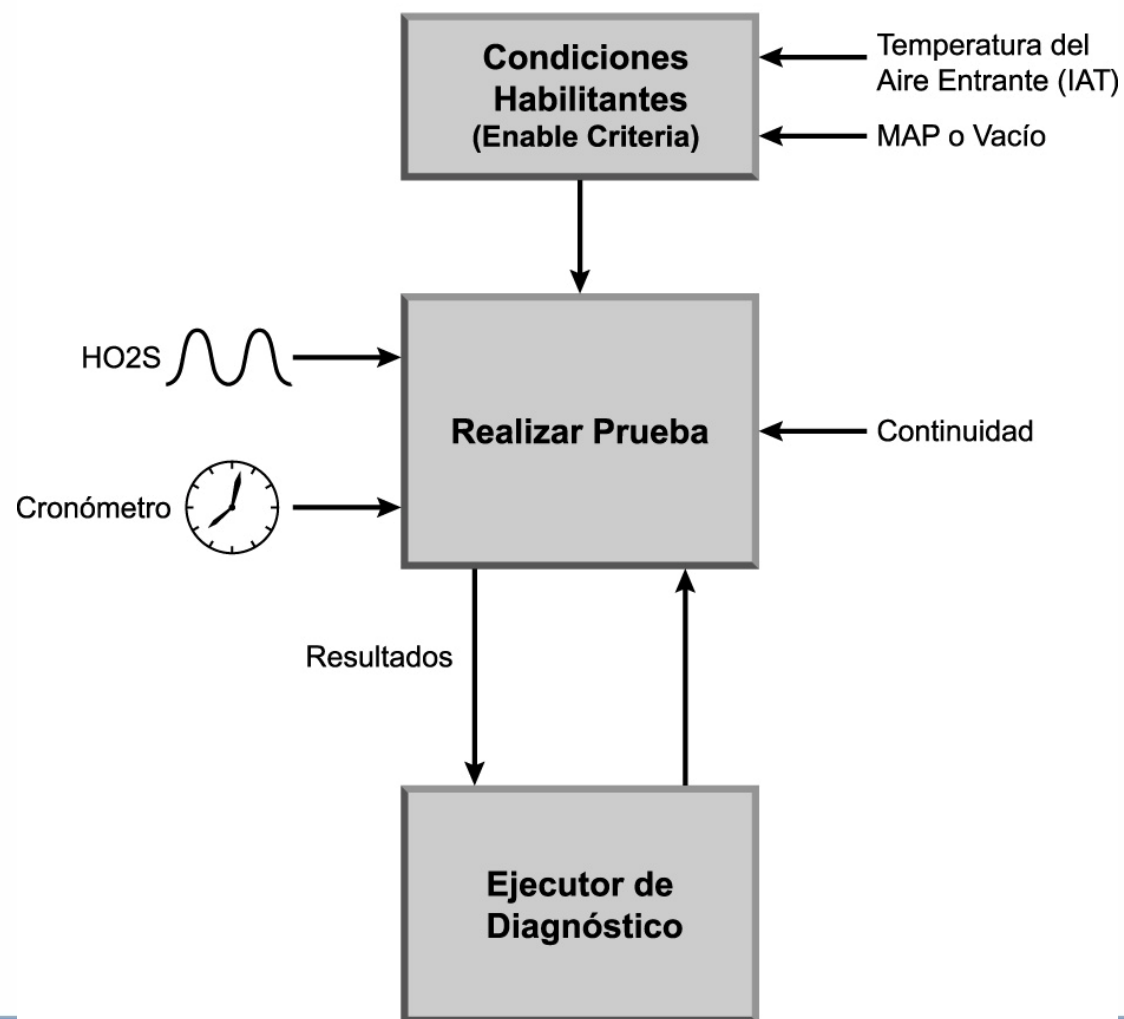 Condiciones
Habilitantes
(Enable Criteria)
Temperatura del
Aire Entrante (IAT)
MAP o Vacío
HO2S
Realizar Prueba
Continuidad
Cronómetro
Resultados
Ejecutor de
Diagnóstico